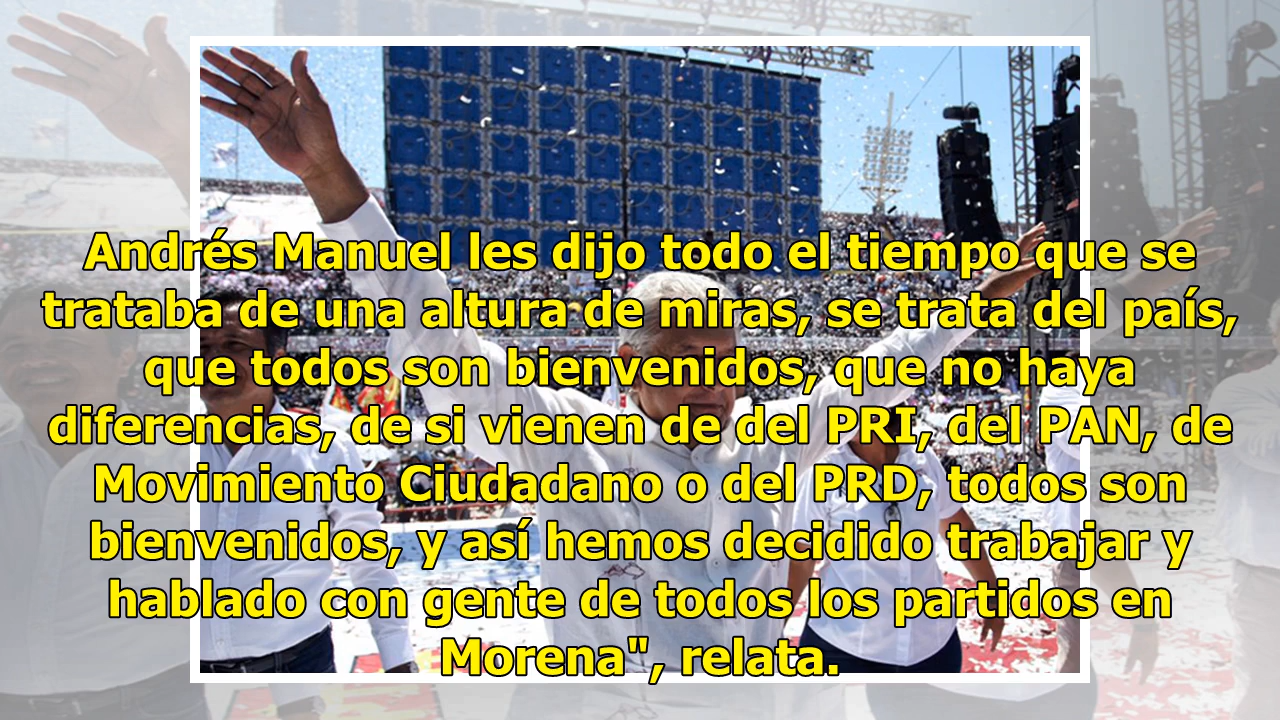 Andrés Manuel les dijo todo el tiempo que se
trataba de una altura de miras, se trata del país,
que todos son bienvenidos, que no haya
diferencias, de si vienen de del PRI, del PAN, de
Movimiento Ciudadano o del PRD, todos son
bienvenidos, y así hemos decidido trabajar y
hablado con gente de todos los partidos en
Morena", relata.